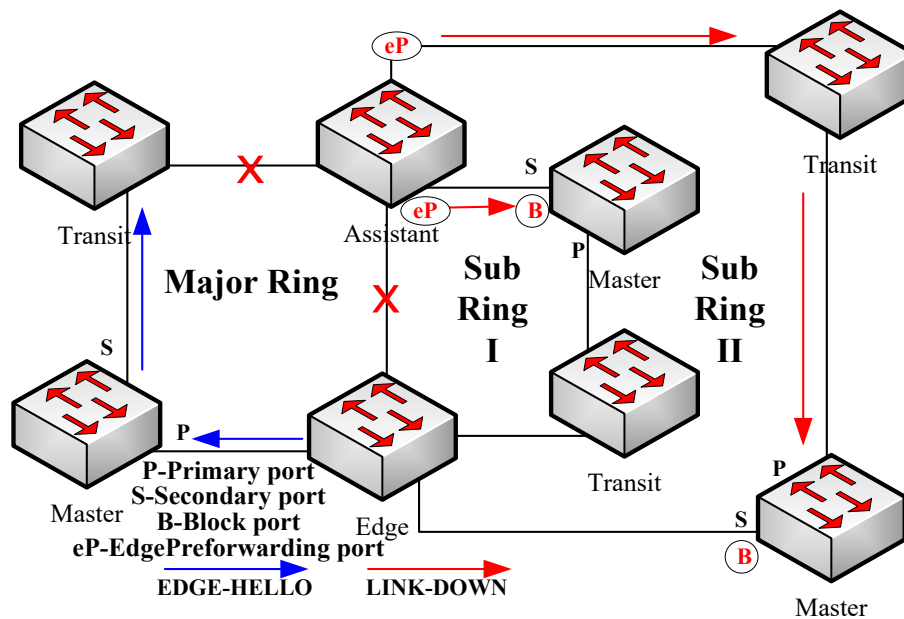 eP
Transit
S
Transit
Assistant
eP
B
P
Master
Major Ring
Sub
Ring
I
Sub
Ring
II
S
P
Master
Edge
Transit
P
S
B
Master
P-Primary port
S-Secondary port
B-Block port
eP-EdgePreforwarding port
EDGE-HELLO
LINK-DOWN